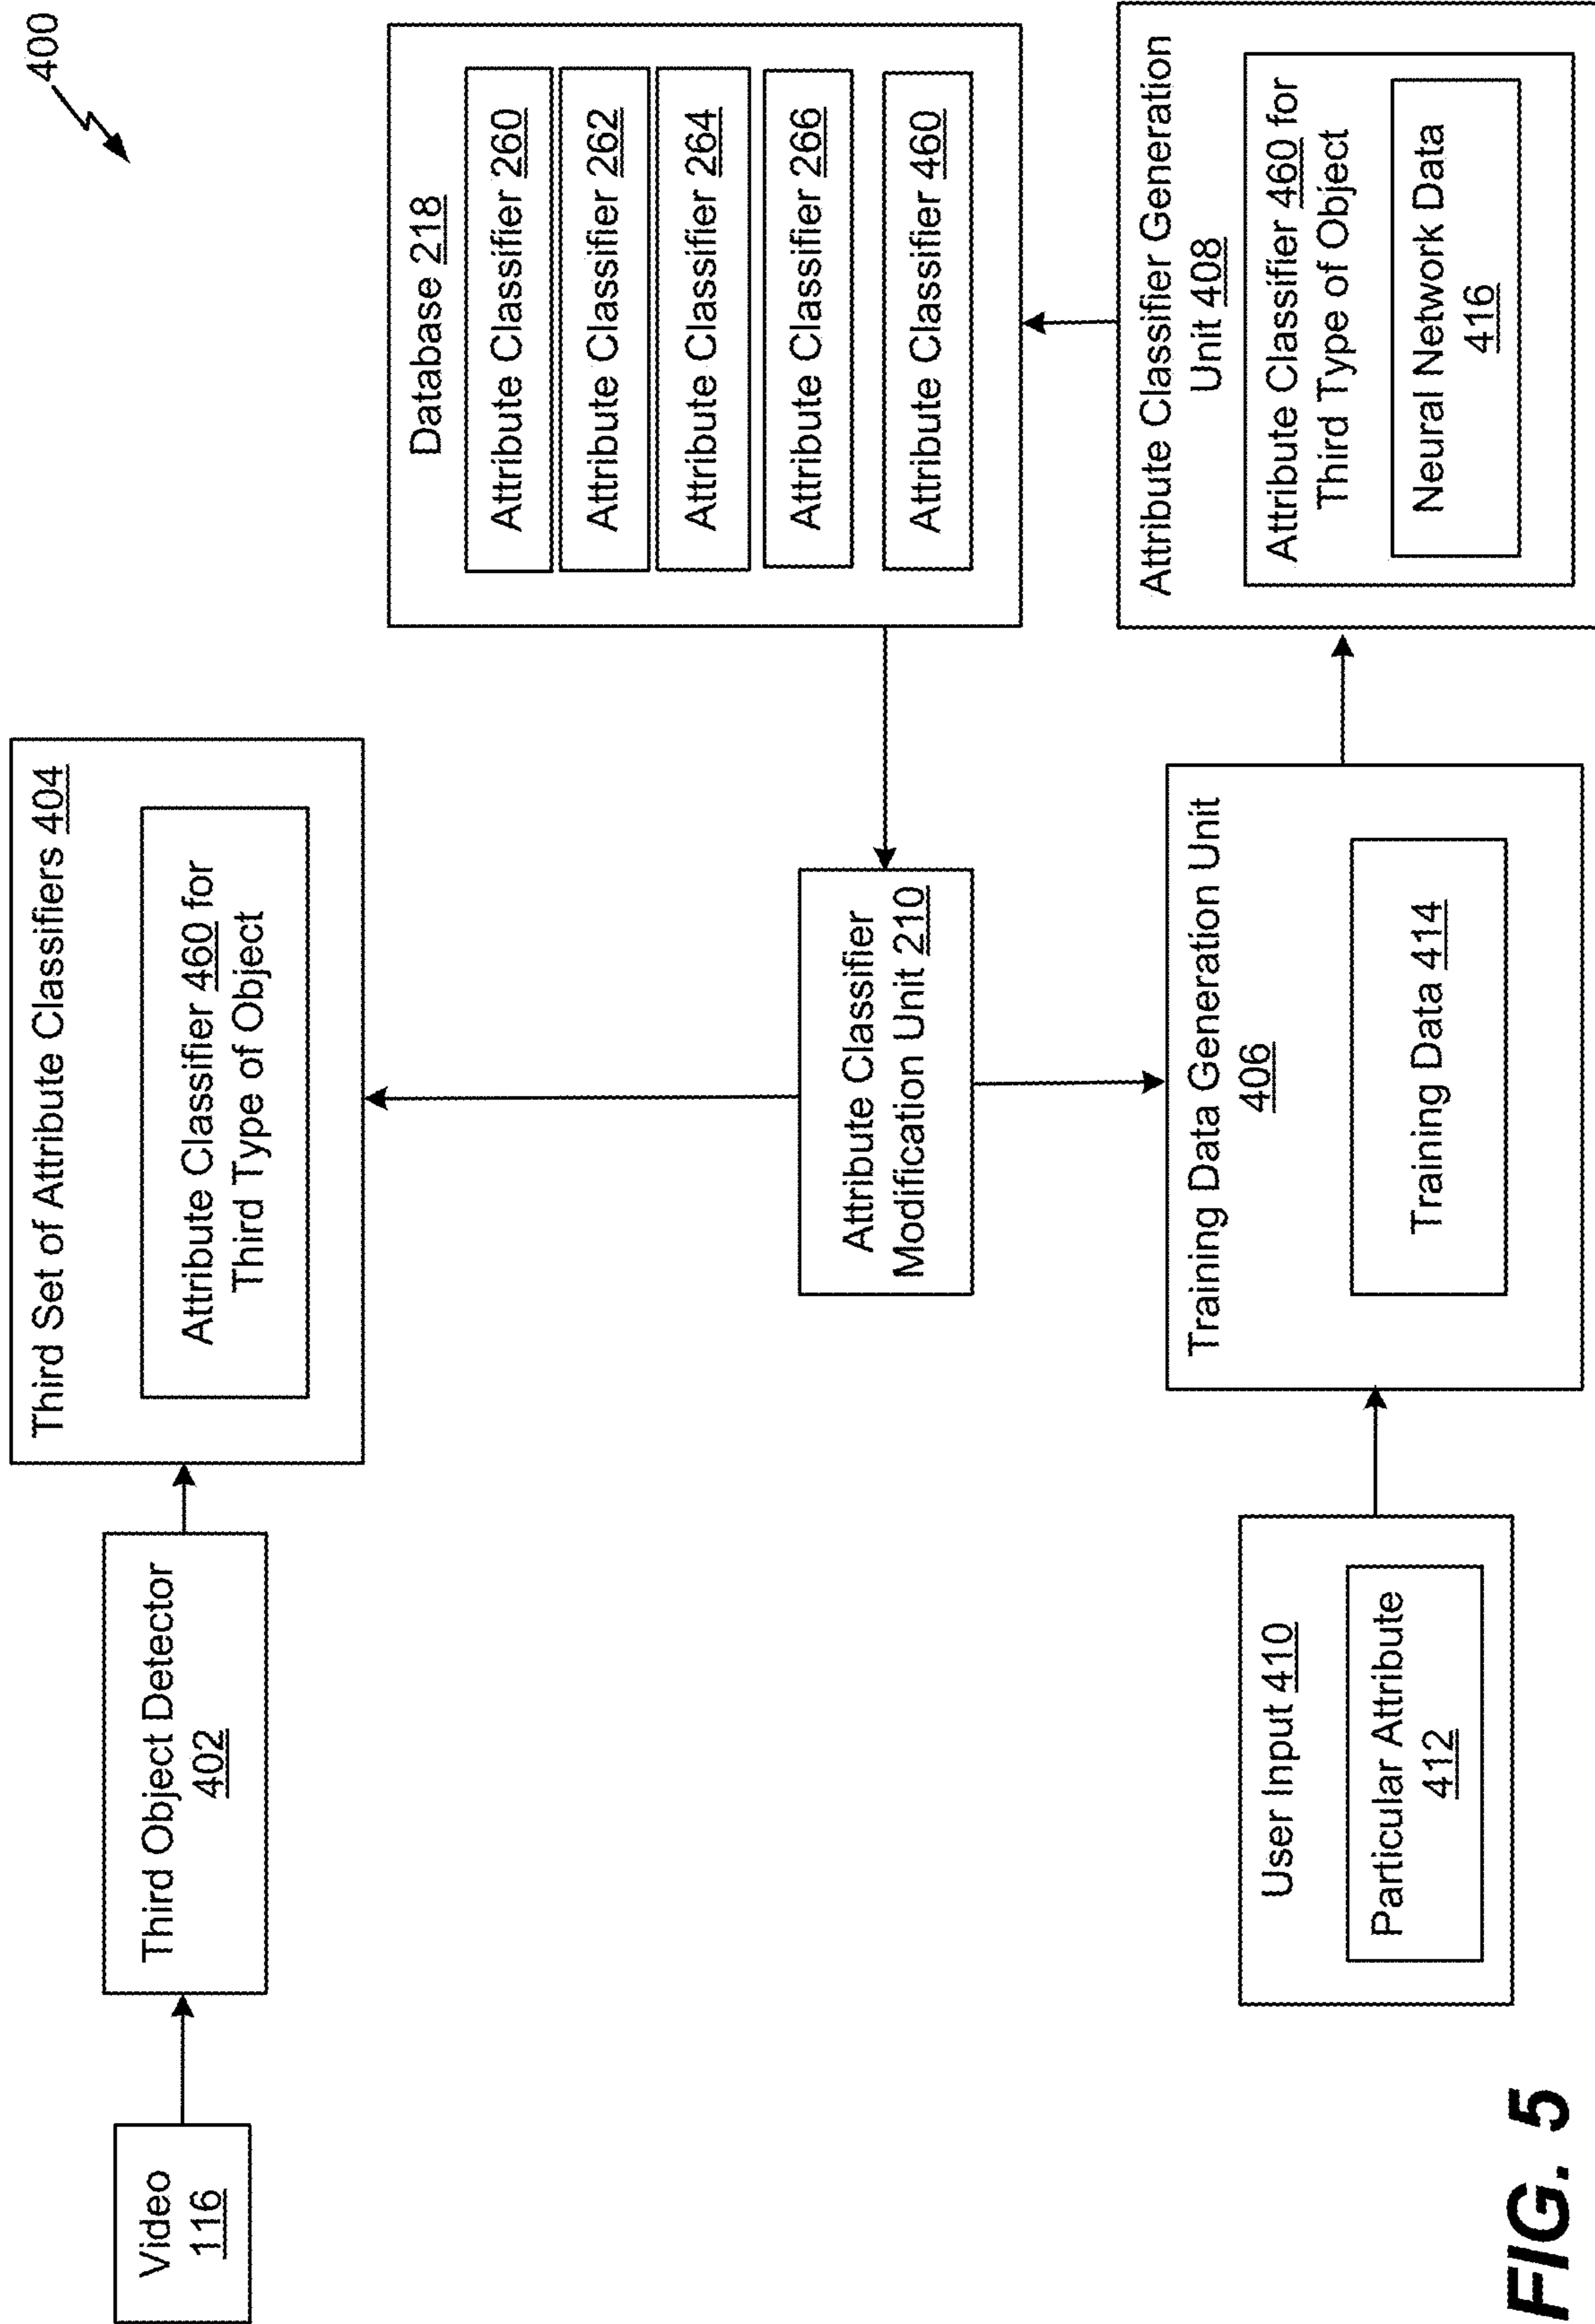 400
Video
116
Third Object Detector
402
Third Set of Attribute Classifiers 404
Attribute Classifier 460 for
Third Type of Object
Attribute Classifier
Modification Unit 210
Database 218
Attribute Classifier 260
Attribute Classifier 262
Attribute Classifier 264
Attribute Classifier 266
Attribute Classifier 460
User Input 410
Particular Attribute
412
Training Data Generation Unit
406
Training Data 414
Attribute Classifier Generation
Unit 408
Attribute Classifier 460 for
Third Type of Object
Neural Network Data
416
FIG. 5